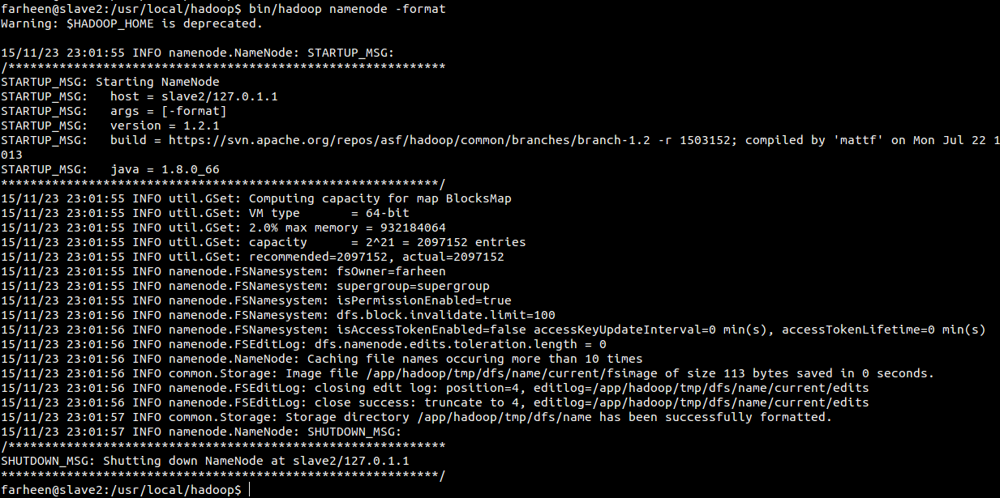 farheen@slave2:/usr/local/hadoop$ bin/hadoop namenode -format
Warning: $HADOOP_HOME is deprecated.
15/11/23 23:01:55 INFO namenode.NameNode: STARTUP_MSG:
/************************************************************
STARTUP_MSG: Starting NameNode
STARTUP_MSG:   host = slave2/127.0.1.1
STARTUP_MSG:   args = [-format]
STARTUP_MSG:   version = 1.2.1
STARTUP_MSG:   build = https://svn.apache.org/repos/asf/hadoop/common/branches/branch-1.2 -r 1503152; compiled by 'mattf' on Mon Jul 22 1
013
STARTUP_MSG:   java = 1.8.0_66
************************************************************/
15/11/23 23:01:55 INFO util.GSet: Computing capacity for map BlocksMap
15/11/23 23:01:55 INFO util.GSet: VM type       = 64-bit
15/11/23 23:01:55 INFO util.GSet: 2.0% max memory = 932184064
15/11/23 23:01:55 INFO util.GSet: capacity      = 2^21 = 2097152 entries
15/11/23 23:01:55 INFO util.GSet: recommended=2097152, actual=2097152
15/11/23 23:01:55 INFO namenode.FSNamesystem: fsOwner=farheen
15/11/23 23:01:55 INFO namenode.FSNamesystem: supergroup=supergroup
15/11/23 23:01:55 INFO namenode.FSNamesystem: isPermissionEnabled=true
15/11/23 23:01:56 INFO namenode.FSNamesystem: dfs.block.invalidate.limit=100
15/11/23 23:01:56 INFO namenode.FSNamesystem: isAccessTokenEnabled=false accessKeyUpdateInterval=0 min(s), accessTokenLifetime=0 min(s)
15/11/23 23:01:56 INFO namenode.FSEditLog: dfs.namenode.edits.toleration.length = 0
15/11/23 23:01:56 INFO namenode.NameNode: Caching file names occuring more than 10 times
15/11/23 23:01:56 INFO common.Storage: Image file /app/hadoop/tmp/dfs/name/current/fsimage of size 113 bytes saved in 0 seconds.
15/11/23 23:01:56 INFO namenode.FSEditLog: closing edit log: position=4, editlog=/app/hadoop/tmp/dfs/name/current/edits
15/11/23 23:01:56 INFO namenode.FSEditLog: close success: truncate to 4, editlog=/app/hadoop/tmp/dfs/name/current/edits
15/11/23 23:01:57 INFO common.Storage: Storage directory /app/hadoop/tmp/dfs/name has been successfully formatted.
15/11/23 23:01:57 INFO namenode.NameNode: SHUTDOWN_MSG:
/************************************************************
SHUTDOWN_MSG: Shutting down NameNode at slave2/127.0.1.1
************************************************************/
farheen@slave2:/usr/local/hadoop$